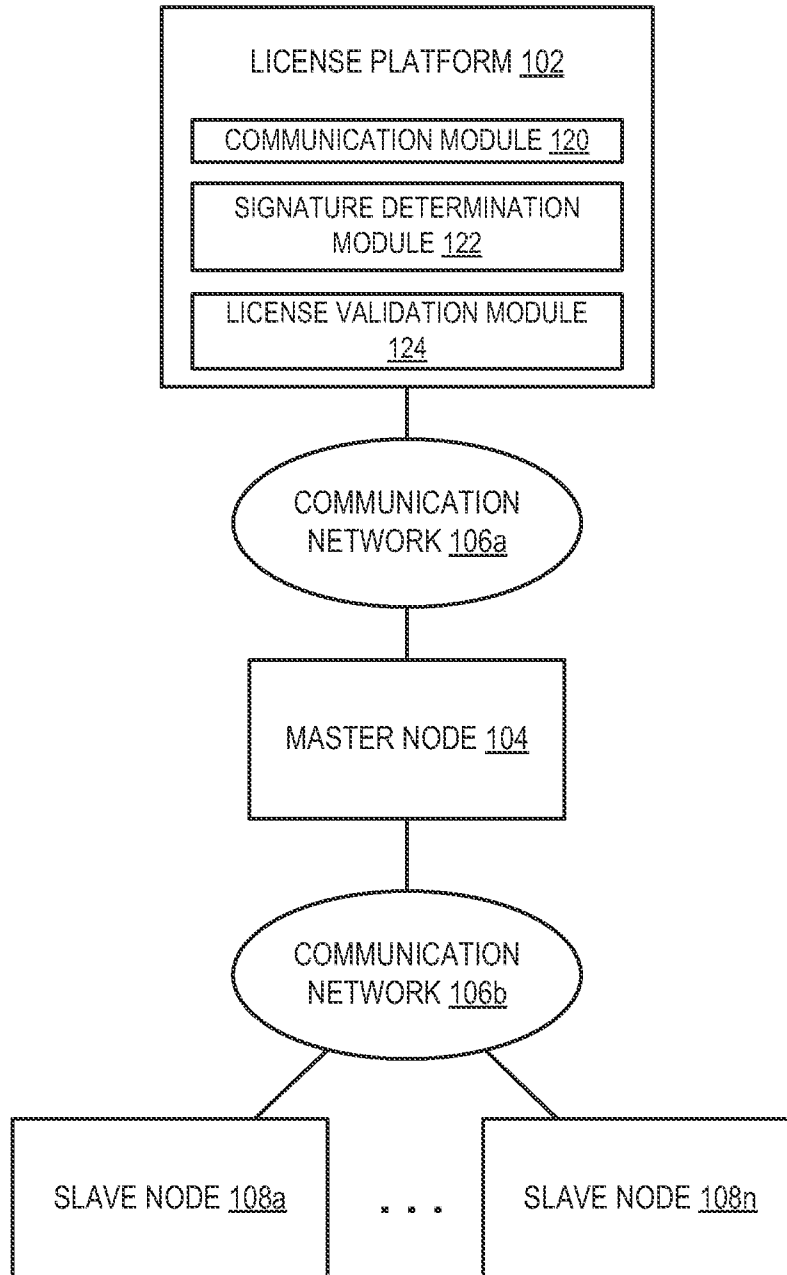 LICENSE PLATFORM 102
COMMUNICATION MODULE 120
SIGNATURE DETERMINATION
MODULE 122
LICENSE VALIDATION MODULE
124
COMMUNICATION
NETWORK 106a
MASTER NODE 104
COMMUNICATION
NETWORK 106b
SLAVE NODE 108a
. . .
SLAVE NODE 108n